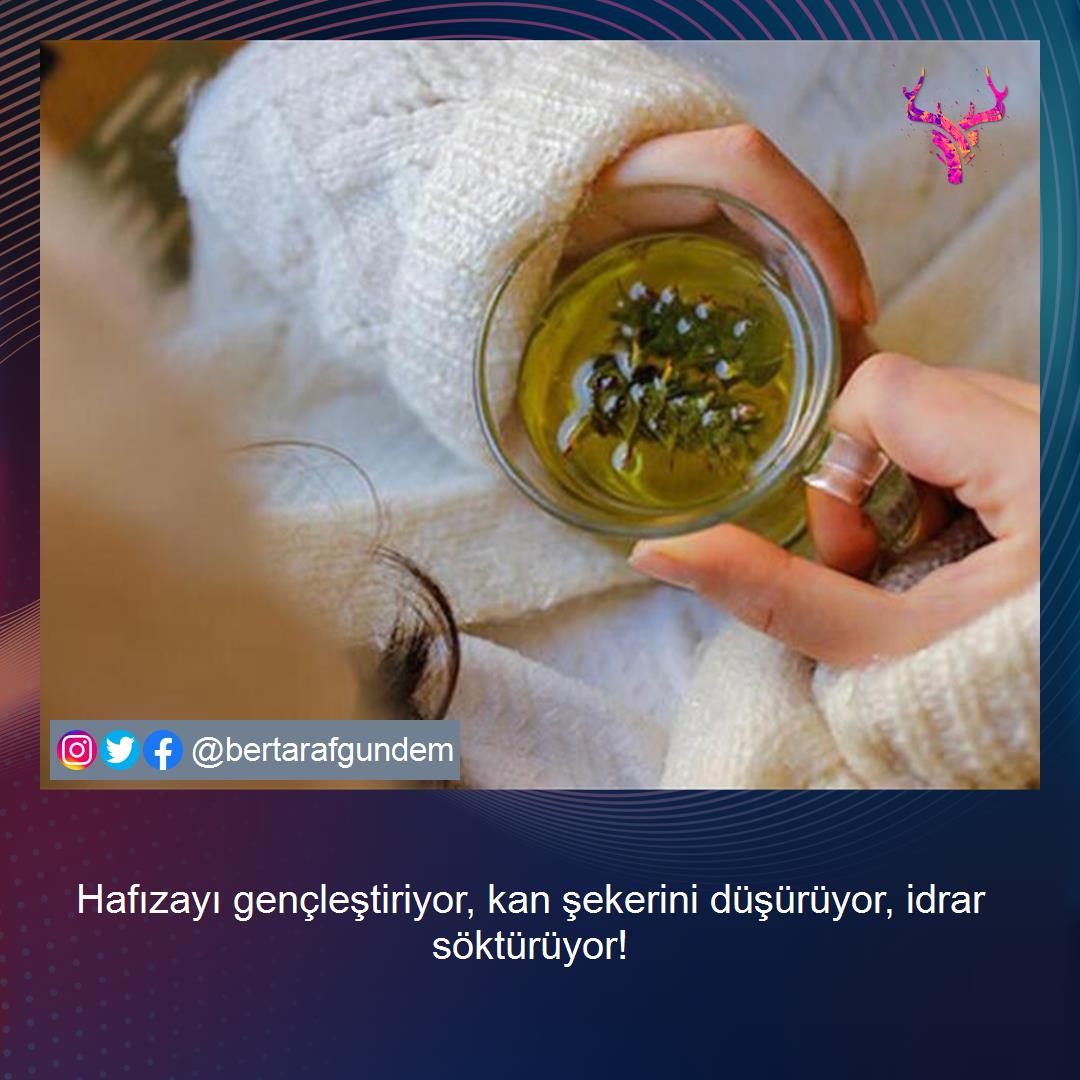 @bertarafgundem
Hafızayı gençleştiriyor, kan şekerini düşürüyor, idrar
söktürüyor!